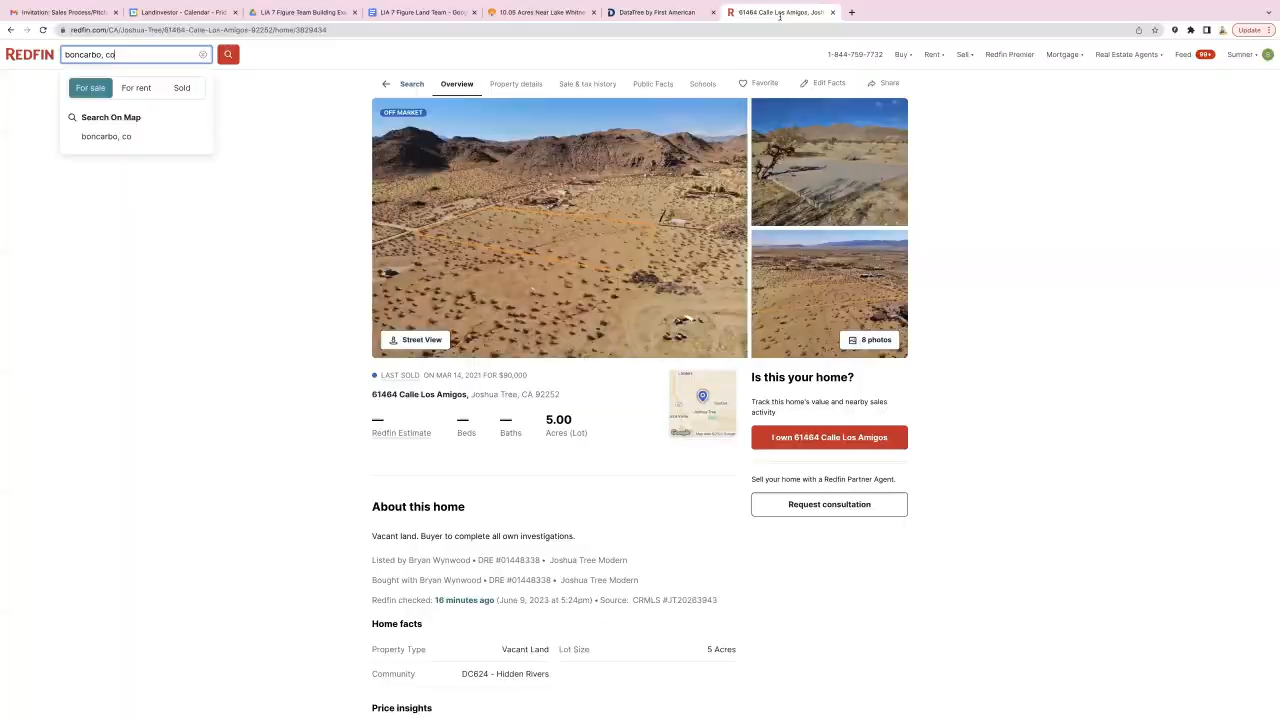 Invitation: Sales Process/Pitch
Landinvestor - Calendar - Frid
LIA 7 Figure Team Building Exe
LIA 7 Figure Land Team - Goog
10.05 Acres Near Lake Whitne
DataTree by First American
61464 Calle Los Amigos, Josh
redfin.com/CA/Joshua-Tree/61464-Calle-Los-Amigos-92252/home/3829434
Update
REDFIN
boncarbo, co
1-844-759-7732
Buy
Rent
Sell
Redfin Premier
Mortgage
Real Estate Agents
Feed
99+
Sumner
S
For sale
For rent
Sold
Search On Map
boncarbo, co
Search
Overview
Property details
Sale & tax history
Public Facts
Schools
Favorite
Edit Facts
Share
OFF MARKET
Street View
8 photos
LAST SOLD ON MAR 14, 2021 FOR $90,000
61464 Calle Los Amigos, Joshua Tree, CA 92252
— — — 5.00
Redfin Estimate Beds Baths Acres (Lot)
Joshua Tree
Google
Is this your home?
Track this home's value and nearby sales
activity
I own 61464 Calle Los Amigos
Sell your home with a Redfin Partner Agent.
Request consultation
About this home
Vacant land. Buyer to complete all own investigations.
Listed by Bryan Wynwood • DRE #01448338 • Joshua Tree Modern
Bought with Bryan Wynwood • DRE #01448338 • Joshua Tree Modern
Redfin checked: 16 minutes ago (June 9, 2023 at 5:24pm) • Source: CRMLS #JT20263943
Home facts
Property Type Vacant Land
Lot Size 5 Acres
Community DC624 - Hidden Rivers
Price insights